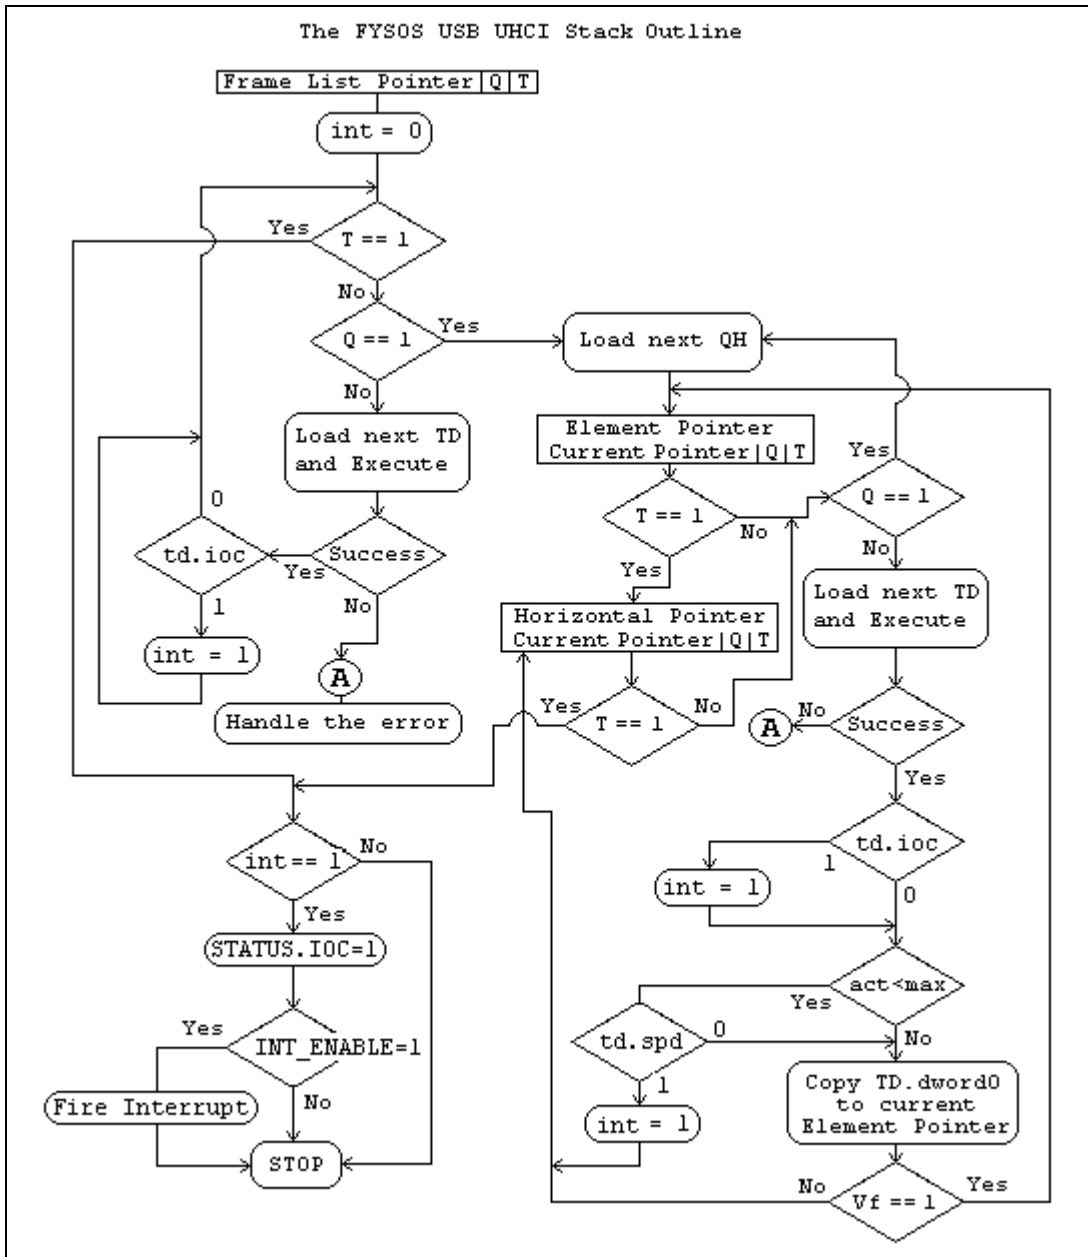 The FYSOS USB UHCI Stack Outline
Frame List Pointer|Q|T
int = 0
Yes
T == 1
No
Q == 1
Yes
No
Load next QH
Load next TD
and Execute
Element Pointer
Current Pointer|Q|T
Yes
Q == 1
No
0
td.ioc
Yes
Success
No
1
int = 1
A
Handle the error
T == 1
No
Yes
Load next TD
and Execute
Horizontal Pointer
Current Pointer|Q|T
Yes
T == 1
No
A
No
Success
Yes
td.ioc
1
0
int = 1
int == 1
No
Yes
STATUS.IOC=1
act<max
Yes
No
Yes
INT_ENABLE=1
No
td.spd
0
1
int = 1
Copy TD.dword0
to current
Element Pointer
Fire Interrupt
STOP
No
Vf == 1
Yes